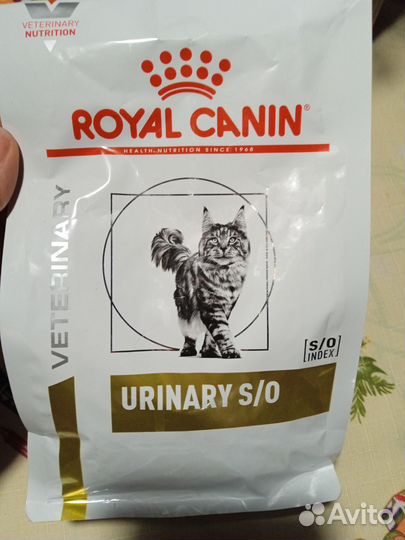 VETERINARY
NUTRITION
ROYAL CANIN®
HEALTH-NUTRITION SINCE 1968
VETERINARY
S/O
INDEX
URINARY S/O
Avito